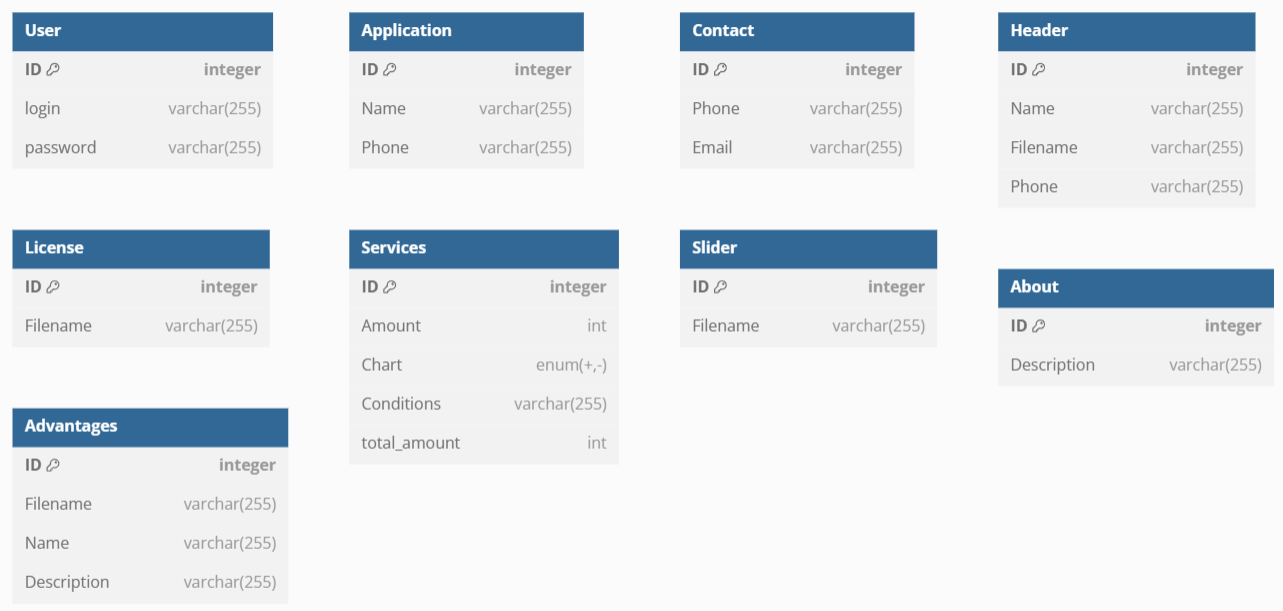 User
ID integer
login varchar(255)
password varchar(255)
Application
ID integer
Name varchar(255)
Phone varchar(255)
Contact
ID integer
Phone varchar(255)
Email varchar(255)
Header
ID integer
Name varchar(255)
Filename varchar(255)
Phone varchar(255)
License
ID integer
Filename varchar(255)
Services
ID integer
Amount int
Chart enum(+,-)
Conditions varchar(255)
total_amount int
Slider
ID integer
Filename varchar(255)
About
ID integer
Description varchar(255)
Advantages
ID integer
Filename varchar(255)
Name varchar(255)
Description varchar(255)